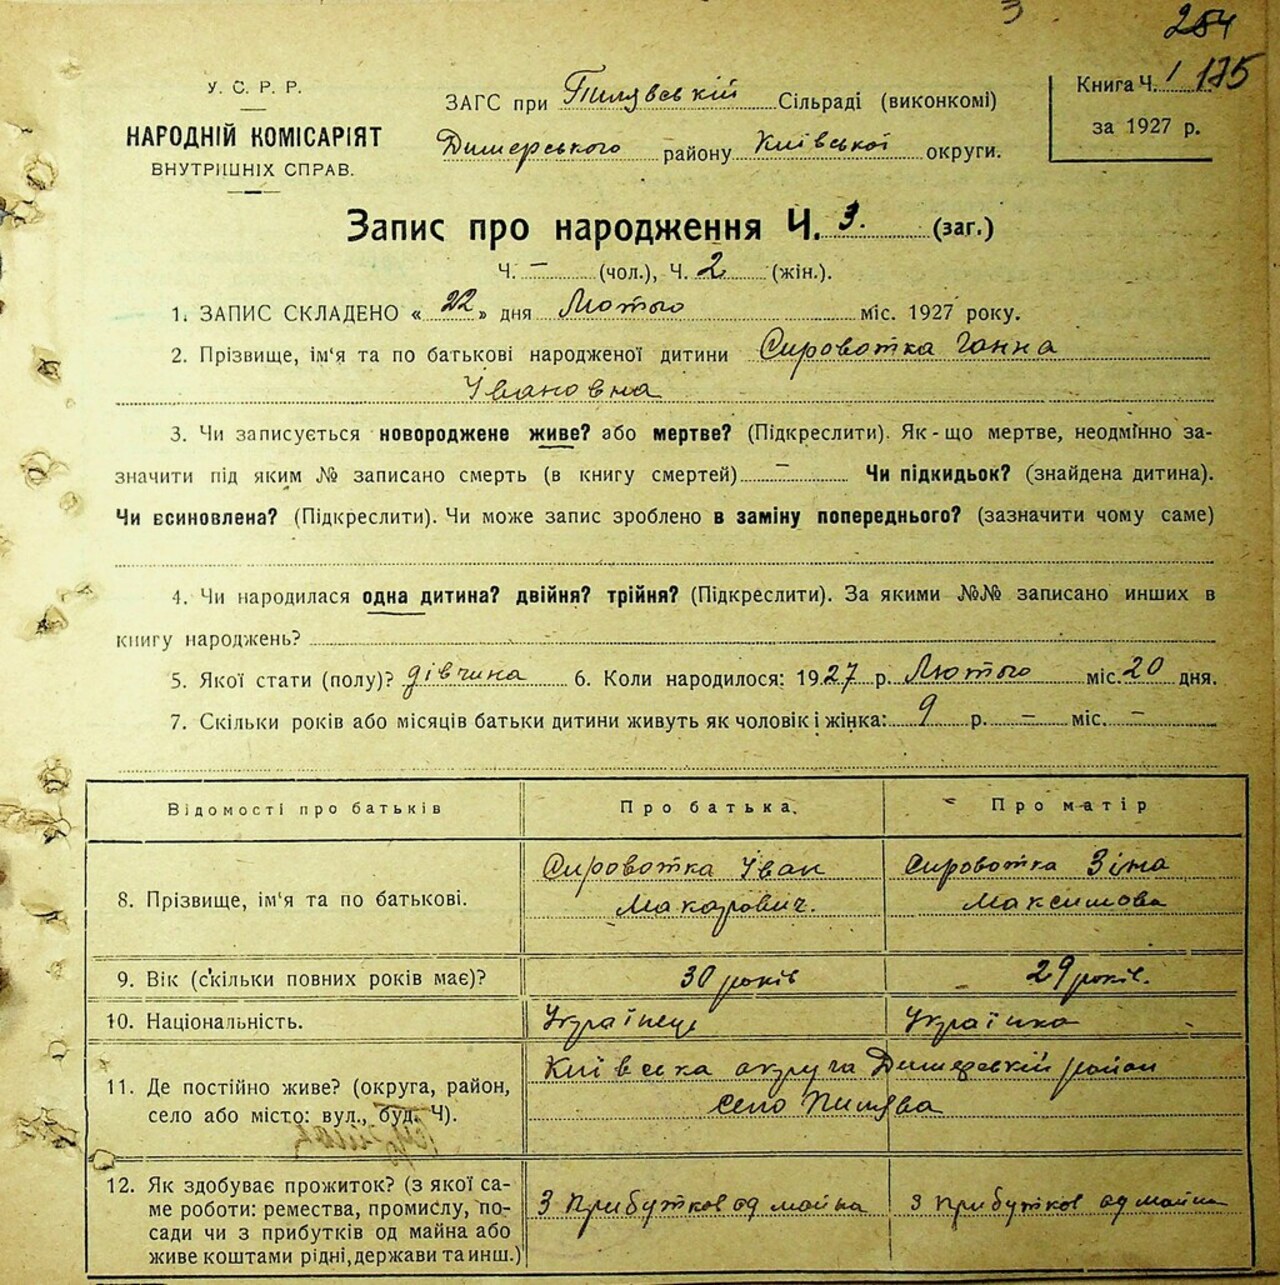 3
254
У. С. Р. Р.
НАРОДНІЙ КОМІСАРІЯТ
ВНУТРІШНІХ СПРАВ.
ЗАГС при Пилявській Сільраді (виконкомі)
Димерського району Київської округи.
Книга Ч. 1 175
за 1927 р.
Запис про народження Ч. 3. (заг.)
Ч. — (чол.), Ч. 2 (жін.).
1. ЗАПИС СКЛАДЕНО « 22 » дня Лютого міс. 1927 року.
2. Прізвище, ім'я та по батькові народженої дитини Сироватка Ганна
Івановна
3. Чи записується новороджене живе? або мертве? (Підкреслити). Як-що мертве, неодмінно за-
значити під яким № записано смерть (в книгу смертей) — Чи підкидьок? (знайдена дитина).
Чи всиновлена? (Підкреслити). Чи може запис зроблено в заміну попереднього? (зазначити чому саме)
4. Чи народилася одна дитина? двійня? трійня? (Підкреслити). За якими №№ записано инших в
книгу народжень?
5. Якої стати (полу)? дівчина 6. Коли народилося: 1927 р. Лютого міс. 20 дня.
7. Скільки років або місяців батьки дитини живуть як чоловік і жінка: 9 р. — міс. —
Відомості про батьків Про батька. Про матір
8. Прізвище, ім'я та по батькові. Сыровотка Іван Сировотка Зіна
Макарович. Максимова
9. Вік (скільки повних років має)? 30 років 29 років.
10. Національність. Українець Українка
11. Де постійно живе? (округа, район, Київська округа Димерській район
село або місто: вул., буд. Ч). село Пилява
12. Як здобуває прожиток? (з якої са-
ме роботи: ремества, промислу, по- З прибутков од майна З прибутків од майна
сади чи з прибутків од майна або
живе коштами рідні, держави та инш.)